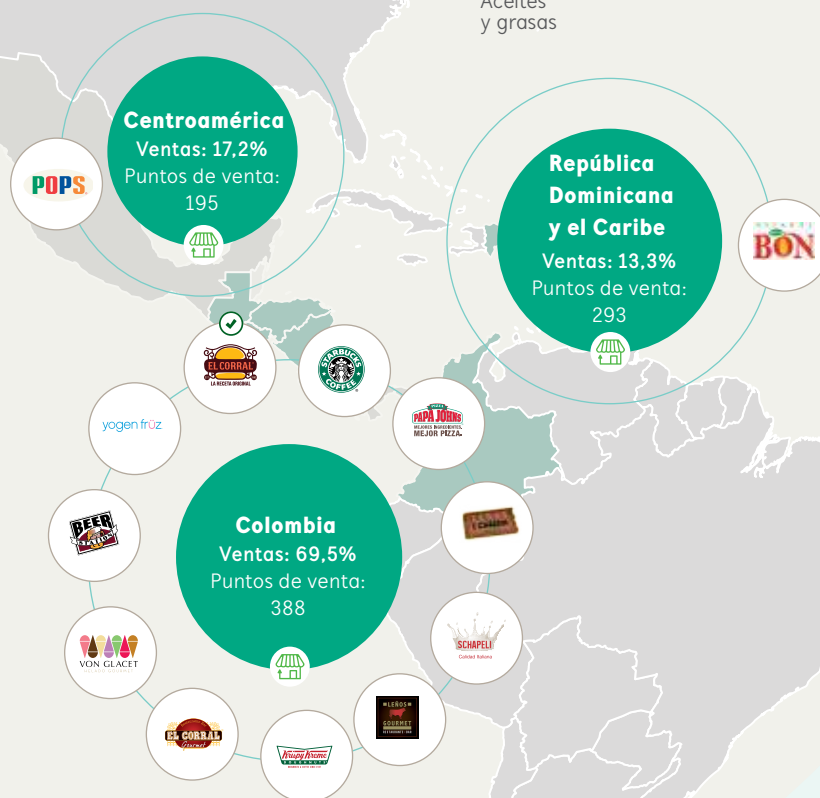 Aceites
y grasas
Centroamérica
Ventas: 17,2%
Puntos de venta:
195
POPS
República
Dominicana
y el Caribe
Ventas: 13,3%
Puntos de venta:
293
BON
EL CORRAL
LA RECETA ORIGINAL
STARBUCKS
COFFEE
PAPA JOHNS
MEJORES INGREDIENTES.
MEJOR PIZZA.
yogen früz
BEER
STATION
Colombia
Ventas: 69,5%
Puntos de venta:
388
SCHAPELI
Calidad Italiana
VON GLACET
LEÑOS
GOURMET
EL CORRAL
Gourmet
Krispy Kreme
DOUGHNUTS